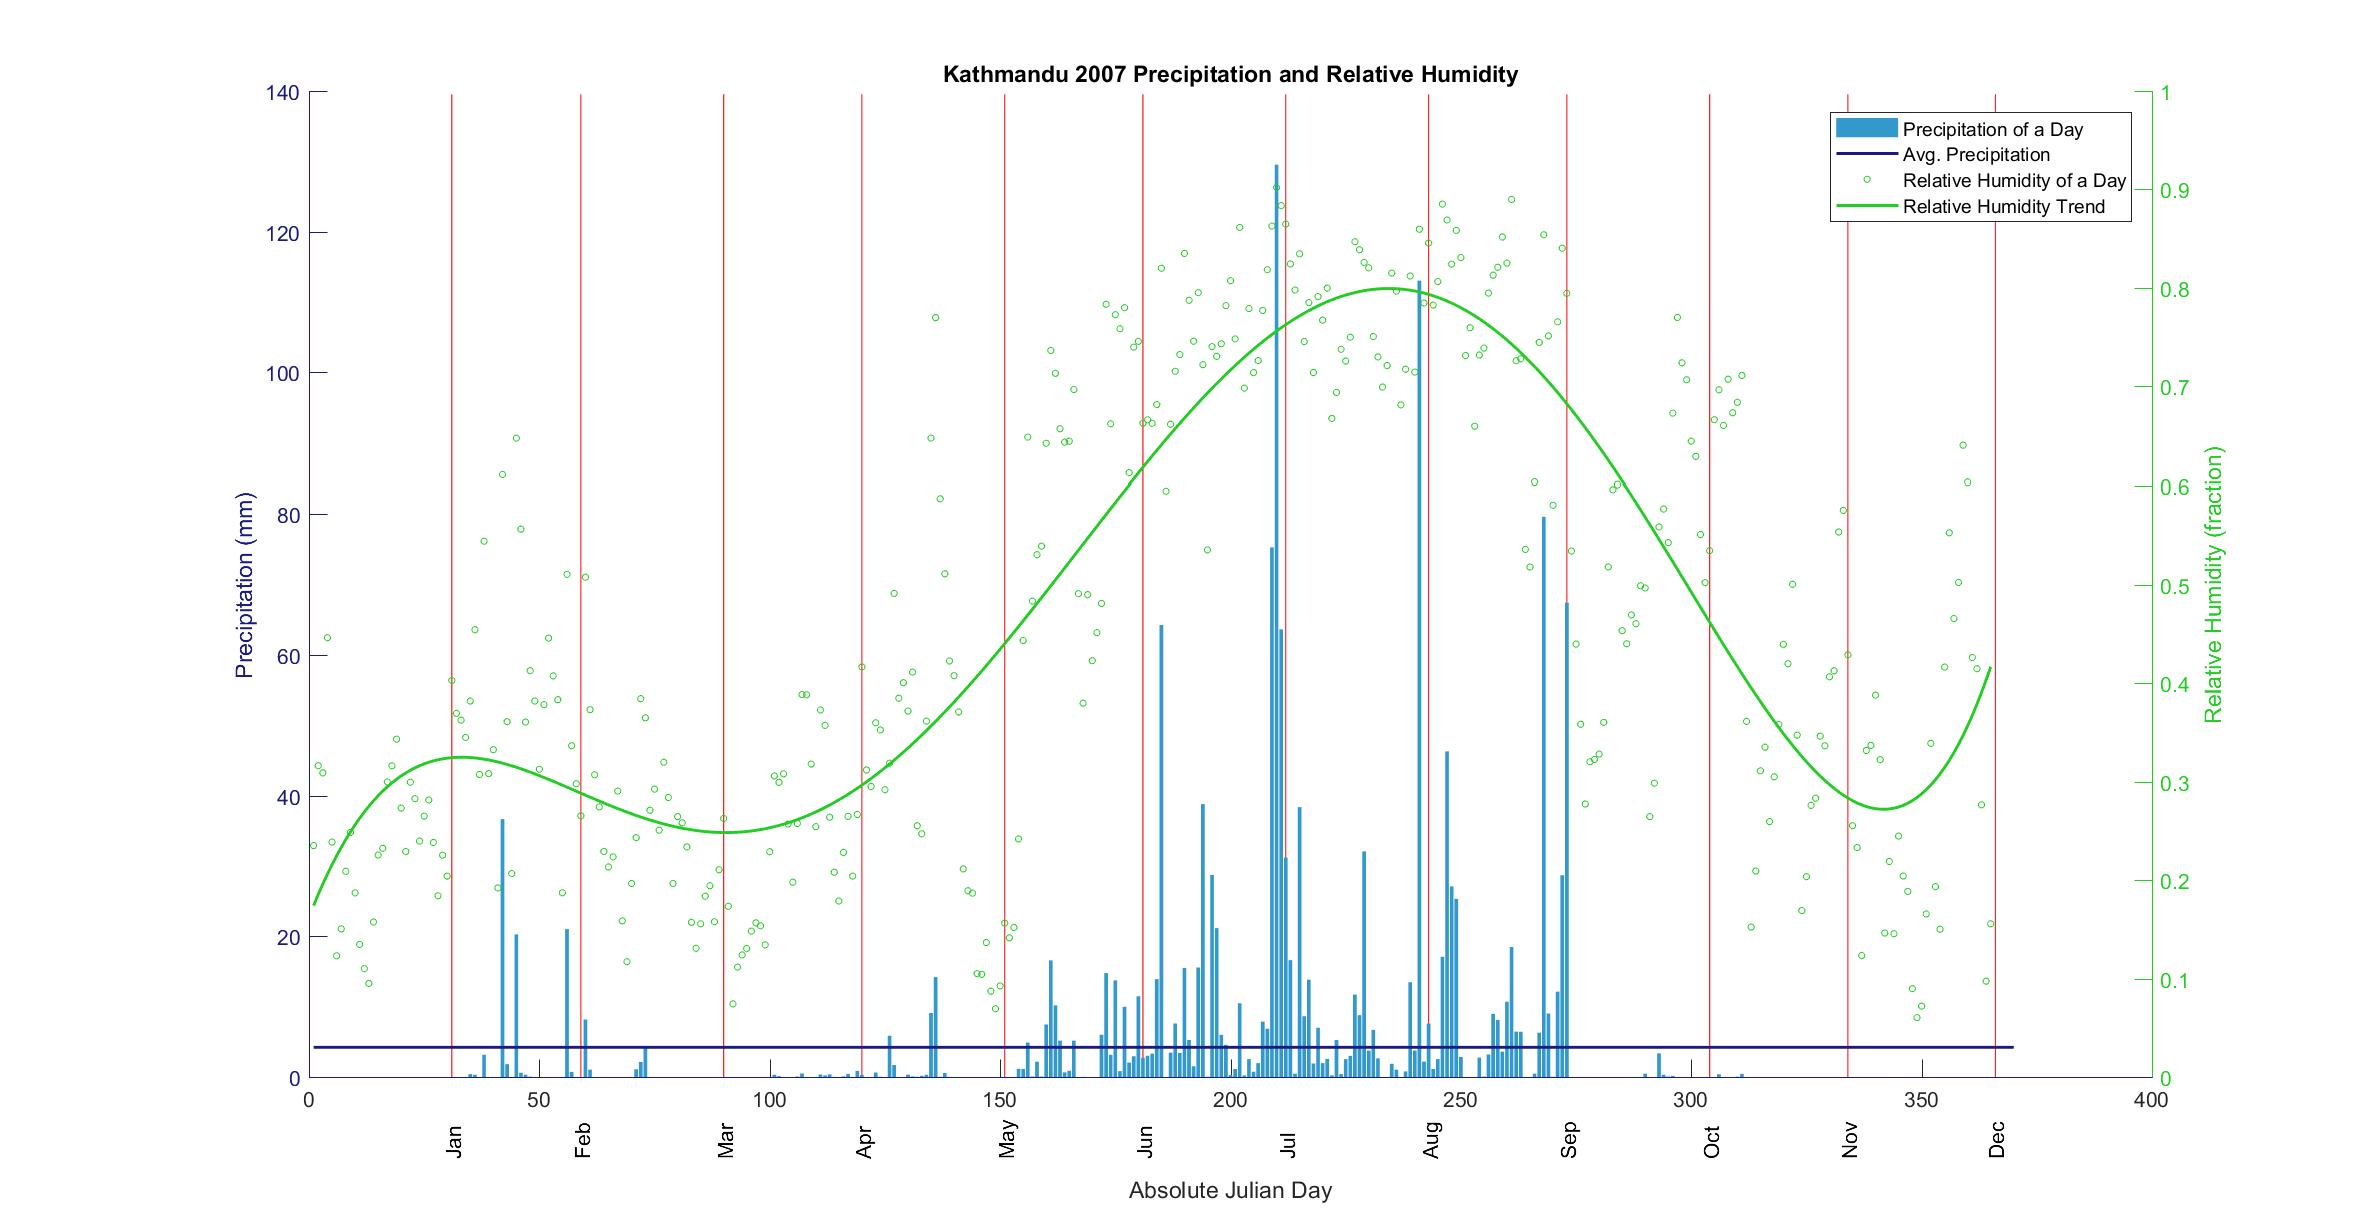 Kathmandu 2007 Precipitation and Relative Humidity
140
120
100
80
60
40
20
0
Precipitation (mm)
1
0.9
0.8
0.7
0.6
0.5
0.4
0.3
0.2
0.1
0
Relative Humidity (fraction)
Precipitation of a Day
Avg. Precipitation
Relative Humidity of a Day
Relative Humidity Trend
0 50 100 150 200 250 300 350 400
Jan Feb Mar Apr May Jun Jul Aug Sep Oct Nov Dec
Absolute Julian Day